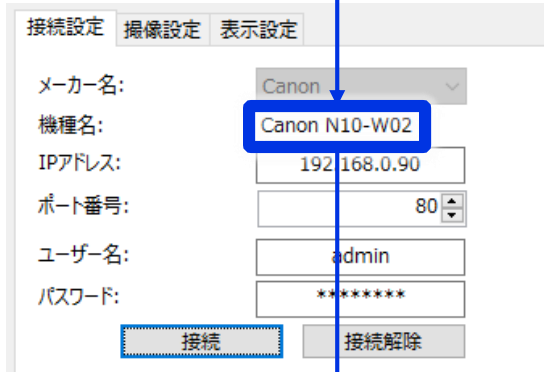 接続設定 撮像設定 表示設定
メーカー名: Canon
機種名: Canon N10-W02
IPアドレス: 192.168.0.90
ポート番号: 80
ユーザー名: admin
パスワード: ********
接続 接続解除